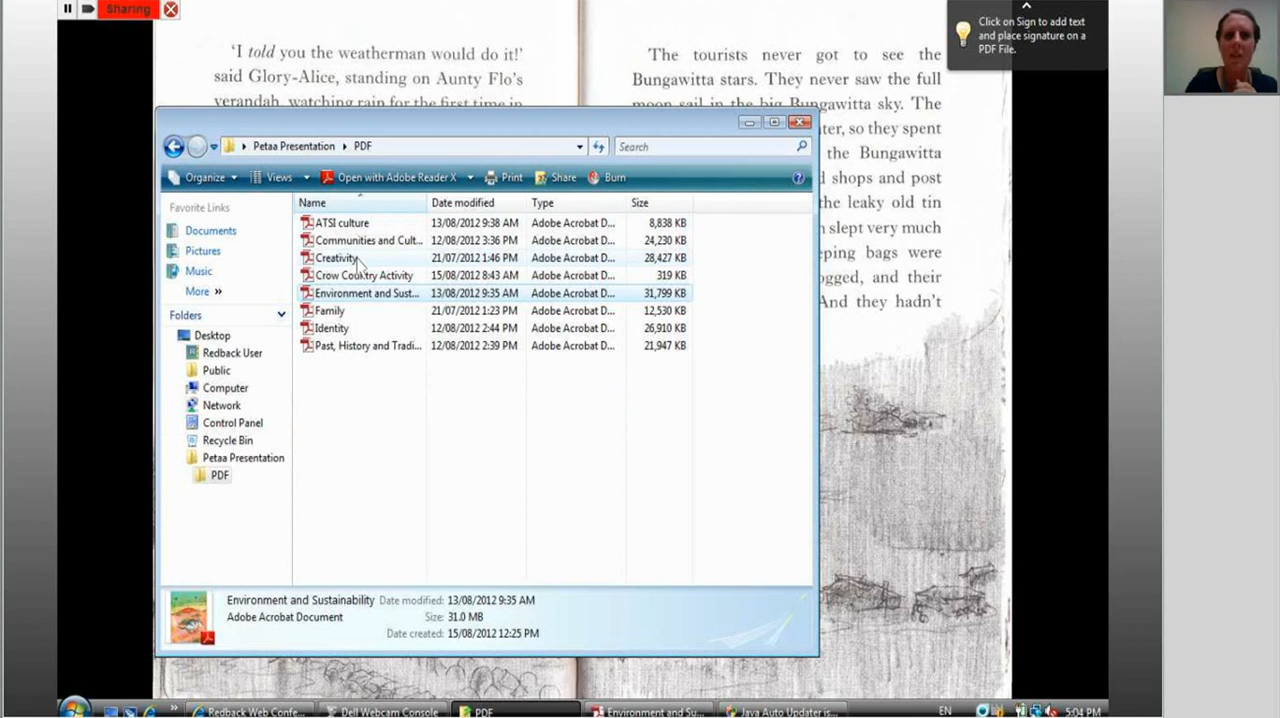 Sharing
Click on Sign to add text
and place signature on a
PDF File.
'I told you the weatherman would do it!'
said Glory-Alice, standing on Aunty Flo's
verandah, watching rain for the first time in
'The tourists never got to see the
Bungawitta stars. They never saw the full
moon sail in the big Bungawitta sky. The
so they spent
the Bungawitta
shops and post
the leaky old tin
slept very much
bags were
and their
And they hadn't
Petaa Presentation PDF
Search
Organize Views Open with Adobe Reader X Print Share Burn
Name Date modified Type Size
ATSI culture 13/08/2012 9:38 AM Adobe Acrobat D... 8,838 KB
Communities and Cult... 12/08/2012 3:36 PM Adobe Acrobat D... 24,230 KB
Creativity 21/07/2012 1:46 PM Adobe Acrobat D... 28,427 KB
Crow Country Activity 15/08/2012 8:43 AM Adobe Acrobat D... 319 KB
Environment and Sust... 13/08/2012 9:35 AM Adobe Acrobat D... 31,799 KB
Family 21/07/2012 1:23 PM Adobe Acrobat D... 12,530 KB
Identity 12/08/2012 2:44 PM Adobe Acrobat D... 26,910 KB
Past, History and Tradi... 12/08/2012 2:39 PM Adobe Acrobat D... 21,947 KB
Favorite Links
Documents
Pictures
Music
More »
Folders
Desktop
Redback User
Public
Computer
Network
Control Panel
Recycle Bin
Petaa Presentation
PDF
Environment and Sustainability Date modified: 13/08/2012 9:35 AM
Adobe Acrobat Document Size: 31.0 MB
Date created: 15/08/2012 12:25 PM
» Redback Web Confe... Dell Webcam Console PDF Environment and Su... Java Auto Updater is... EN 5:04 PM